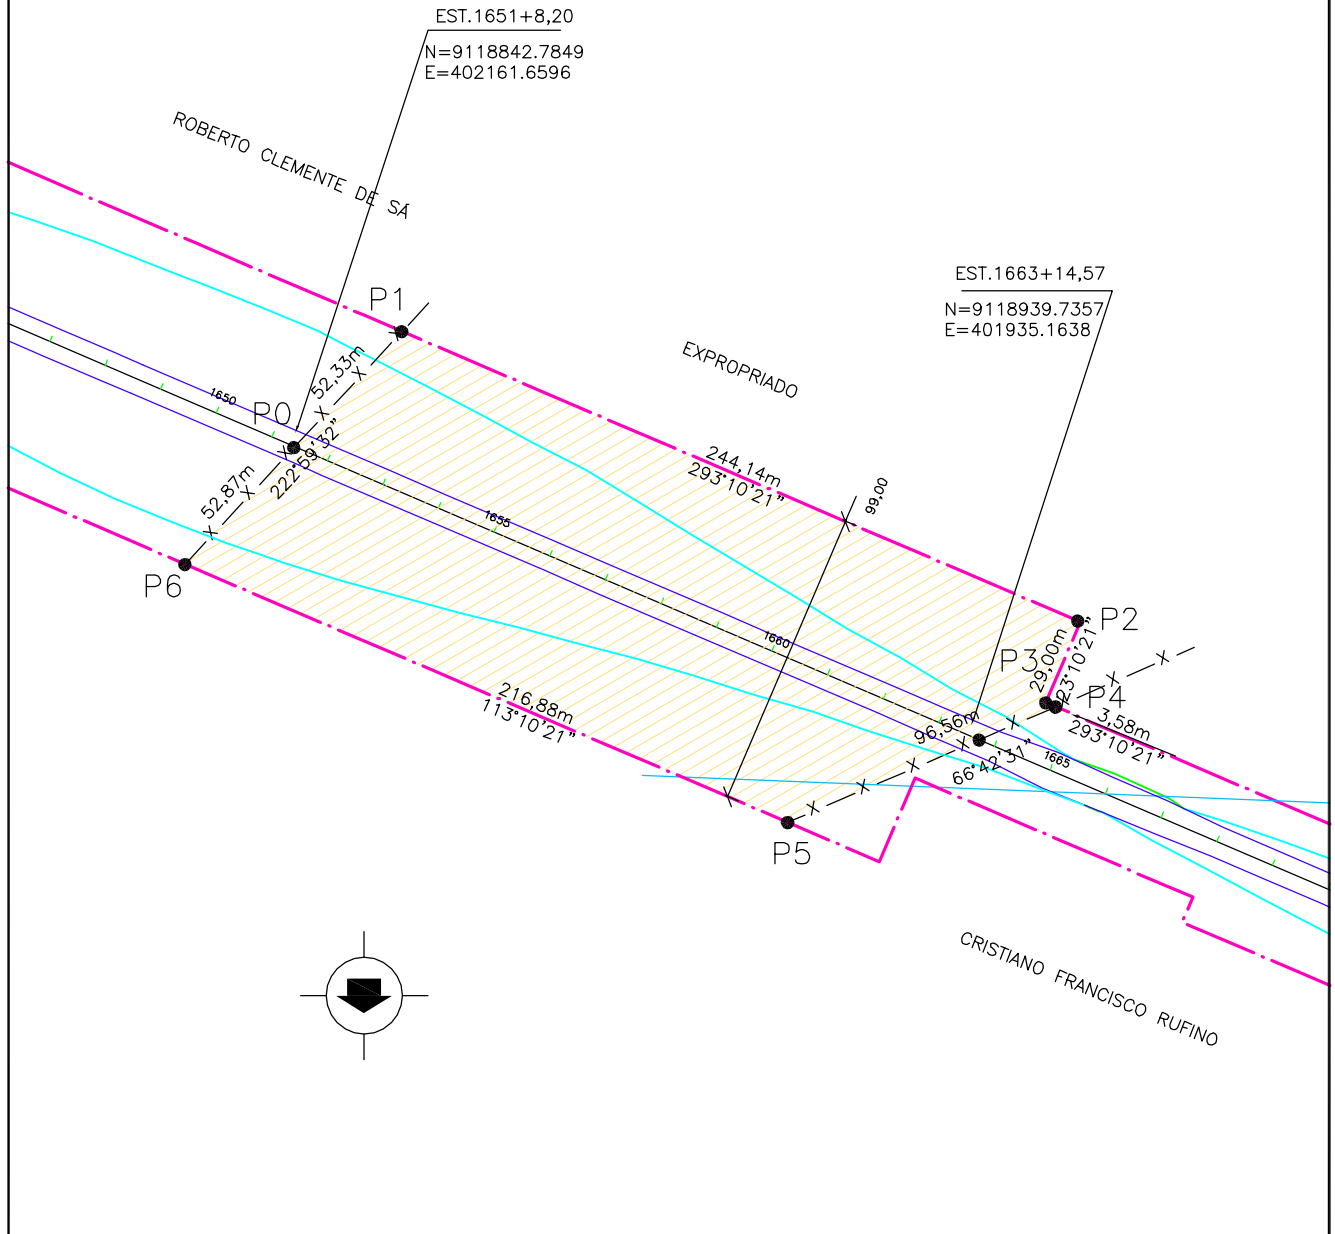 EST.1651+8,20
N=9118842.7849
E=402161.6596
ROBERTO CLEMENTE DE SÁ
EST.1663+14,57
N=9118939.7357
E=401935.1638
P1
EXPROPRIADO
52,33m
1650
P0
222°59'32"
52,87m
244,14m
293°10'21"
99,00
1655
P6
P2
1660
29,00m
23°10'21"
P3
P4
216,88m
113°10'21"
96,56m
66°42'31"
3,58m
293°10'21"
1665
P5
CRISTIANO FRANCISCO RUFINO
X
X
X
X
X
X
X
X
X
X
X
X
X
X